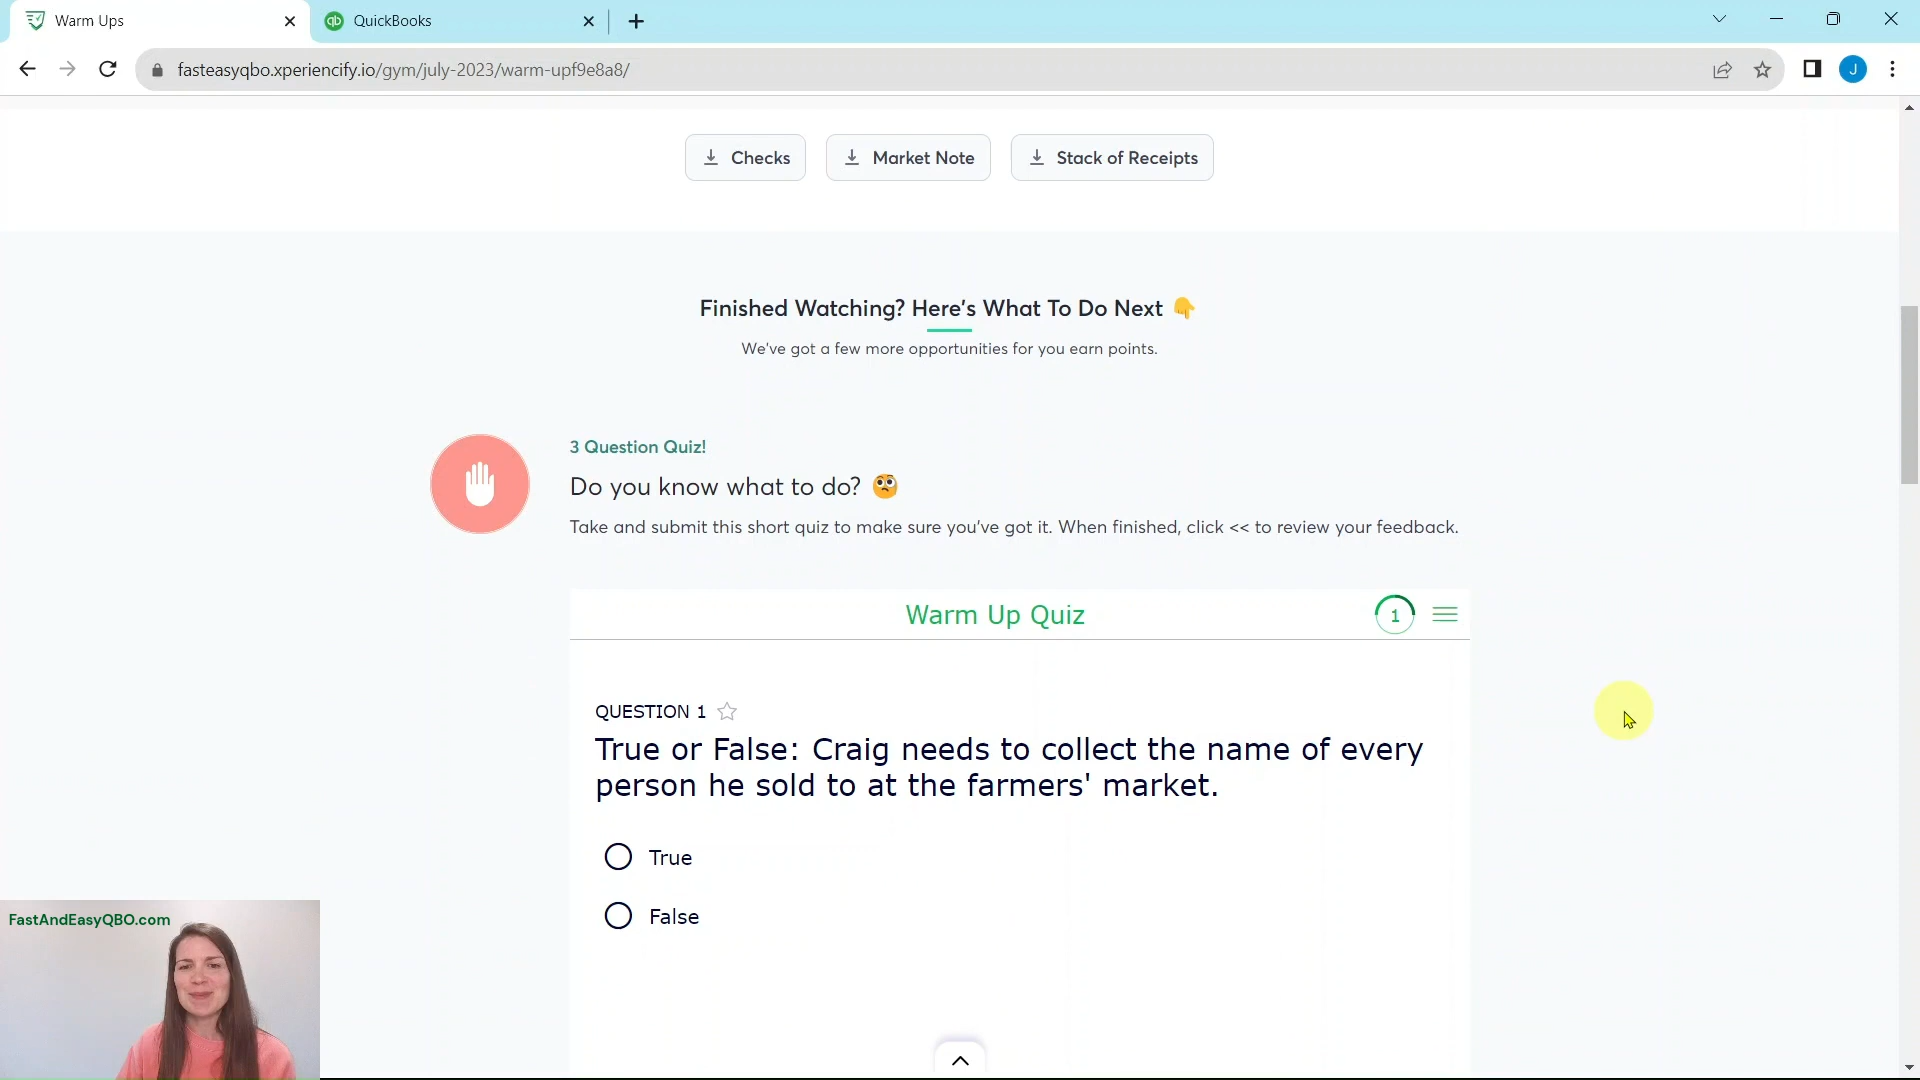 Warm Ups
QuickBooks
fasteasyqbo.xperiencify.io/gym/july-2023/warm-upf9e8a8/
J
Checks
Market Note
Stack of Receipts
Finished Watching? Here's What To Do Next 👇
We've got a few more opportunities for you earn points.
3 Question Quiz!
Do you know what to do? 🧐
Take and submit this short quiz to make sure you've got it. When finished, click << to review your feedback.
Warm Up Quiz
1
QUESTION 1
True or False: Craig needs to collect the name of every
person he sold to at the farmers' market.
True
False
FastAndEasyQBO.com